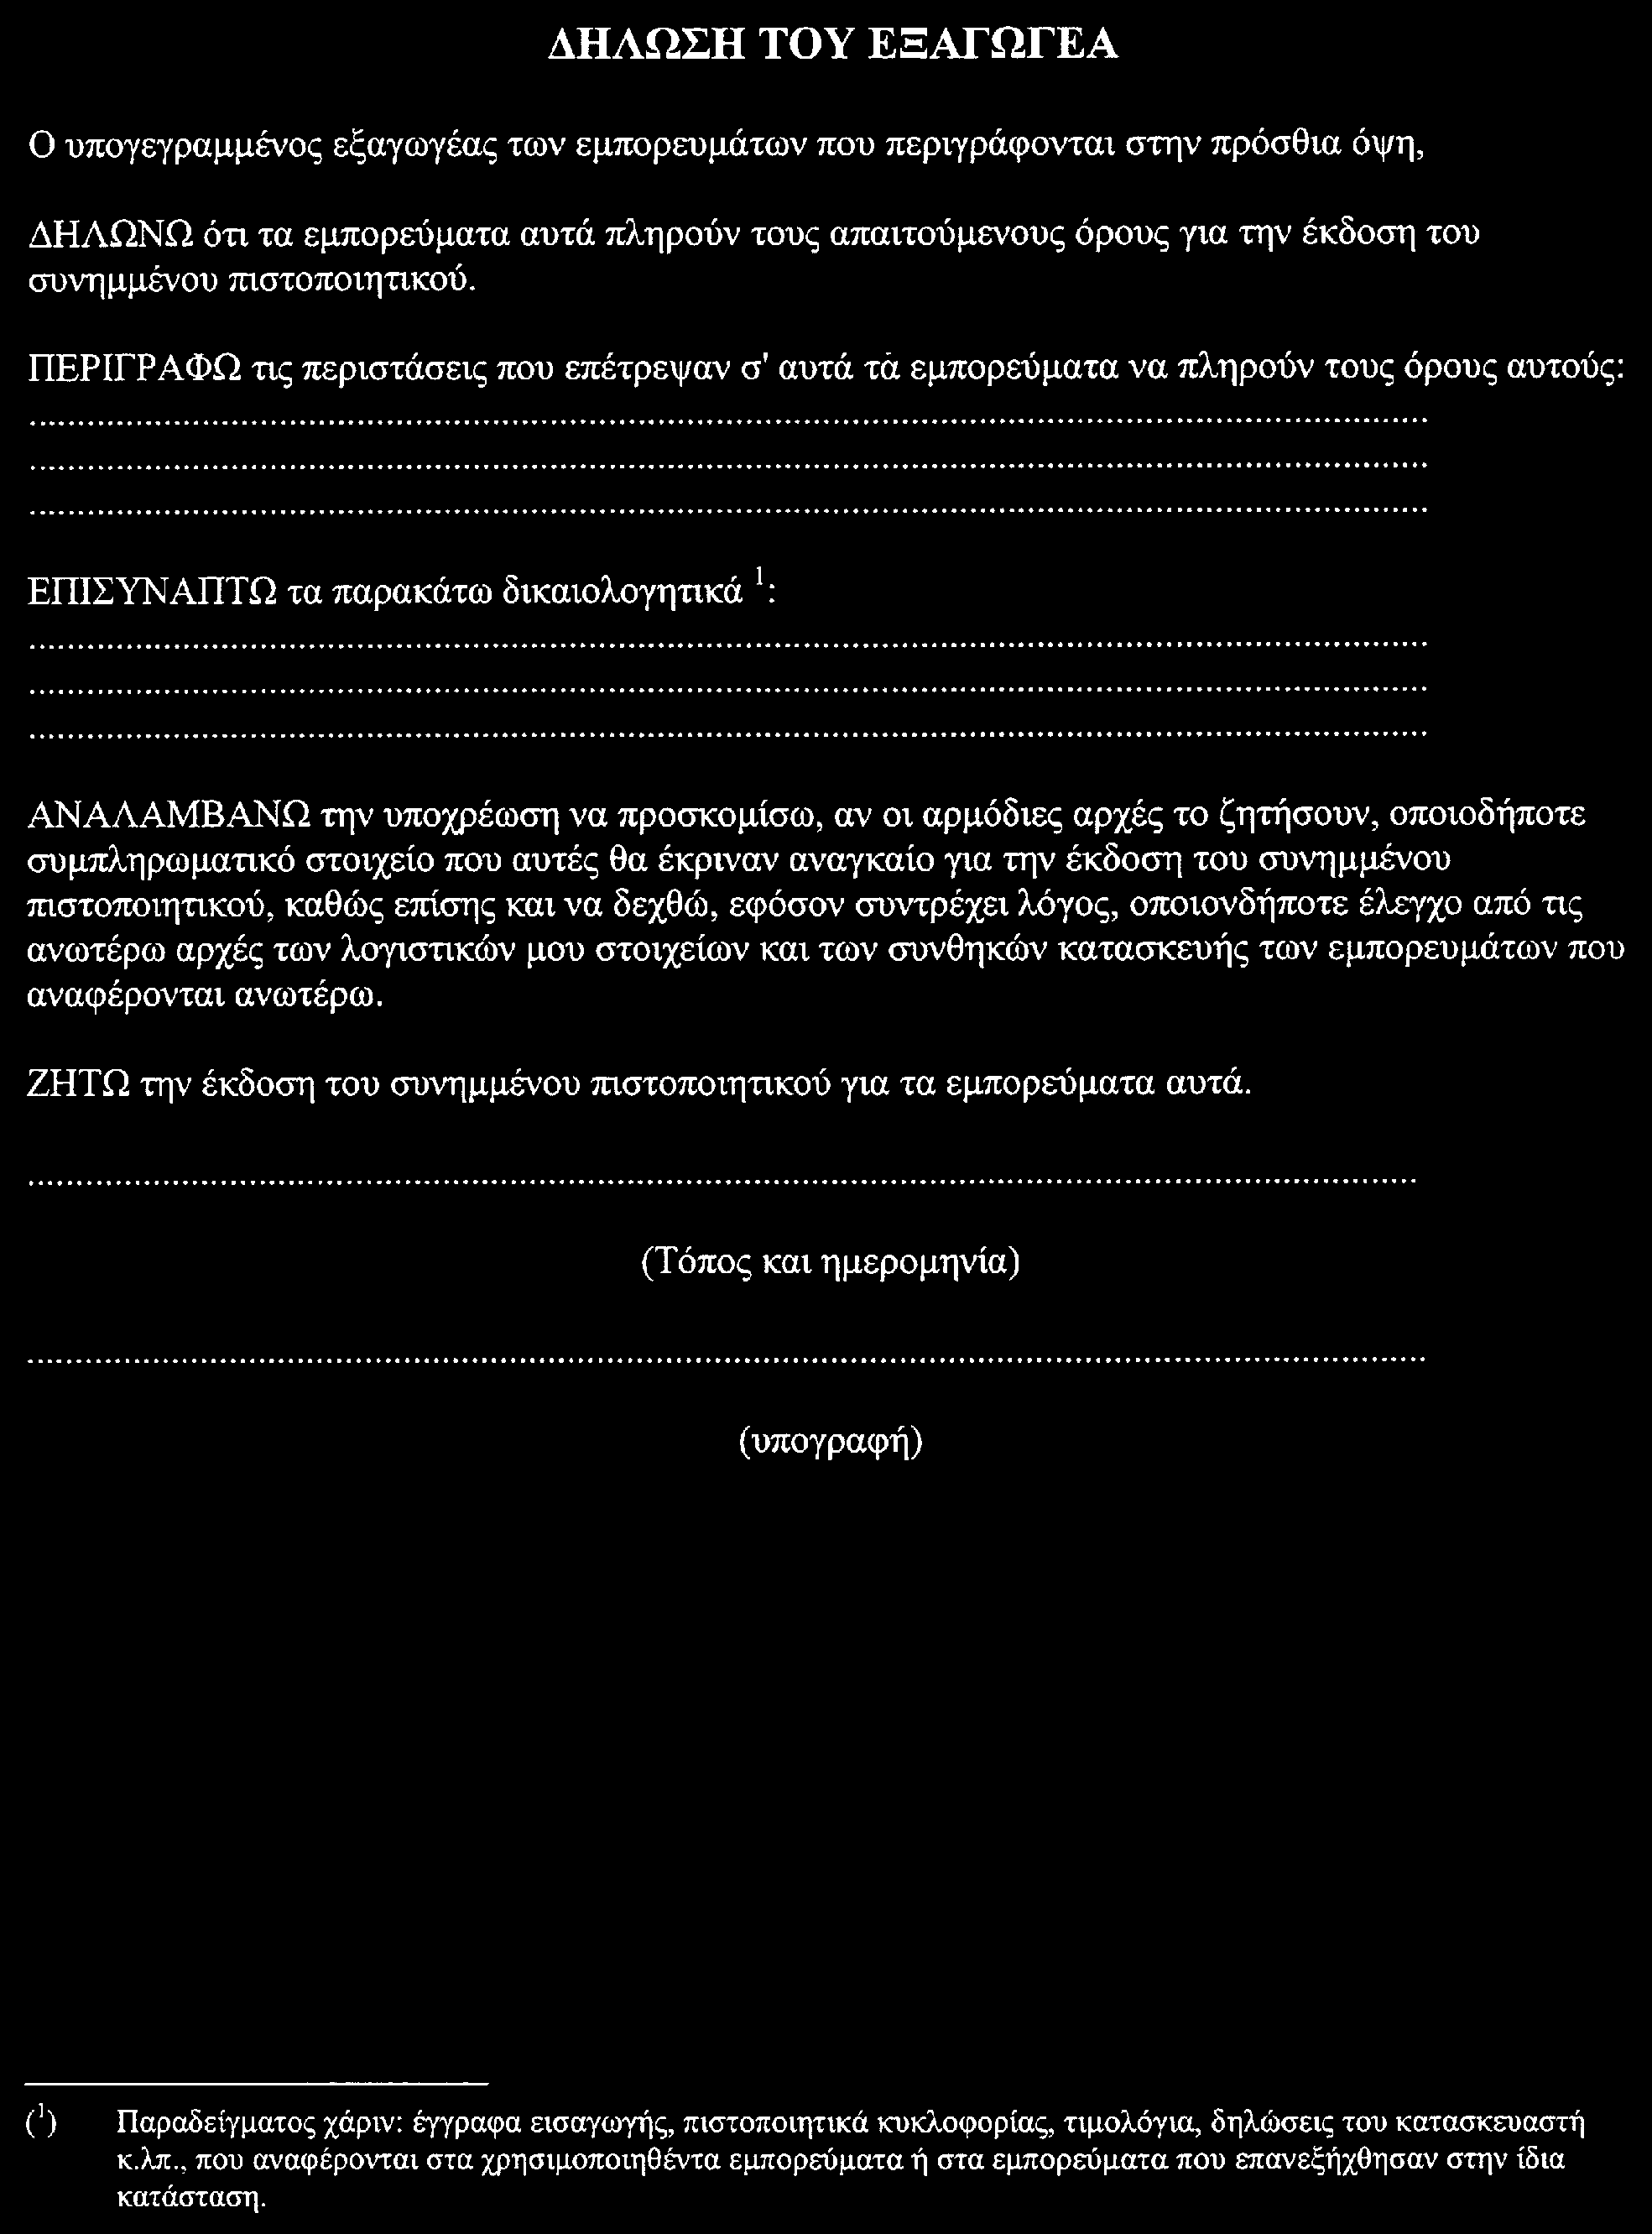 ΔΗΛΩΣΗ ΤΟΥ ΕΞΑΓΩΓΕΑ
Ο υπογεγραμμένος εξαγωγέας των εμπορευμάτων που περιγράφονται στην πρόσθια όψη,
ΔΗΛΩΝΩ ότι τα εμπορεύματα αυτά πληρούν τους απαιτούμενους όρους για την έκδοση του
συνημμένου πιστοποιητικού.
ΠΕΡΙΓΡΑΦΩ τις περιστάσεις που επέτρεψαν σ' αυτά τά εμπορεύματα να πληρούν τους όρους αυτούς:
..........................................................................................
..........................................................................................
..........................................................................................
ΕΠΙΣΥΝΑΠΤΩ τα παρακάτω δικαιολογητικά ¹:
..........................................................................................
..........................................................................................
..........................................................................................
ΑΝΑΛΑΜΒΑΝΩ την υποχρέωση να προσκομίσω, αν οι αρμόδιες αρχές το ζητήσουν, οποιοδήποτε
συμπληρωματικό στοιχείο που αυτές θα έκριναν αναγκαίο για την έκδοση του συνημμένου
πιστοποιητικού, καθώς επίσης και να δεχθώ, εφόσον συντρέχει λόγος, οποιονδήποτε έλεγχο από τις
ανωτέρω αρχές των λογιστικών μου στοιχείων και των συνθηκών κατασκευής των εμπορευμάτων που
αναφέρονται ανωτέρω.
ΖΗΤΩ την έκδοση του συνημμένου πιστοποιητικού για τα εμπορεύματα αυτά.
..........................................................................................
(Τόπος και ημερομηνία)
..........................................................................................
(υπογραφή)
(¹) Παραδείγματος χάριν: έγγραφα εισαγωγής, πιστοποιητικά κυκλοφορίας, τιμολόγια, δηλώσεις του κατασκευαστή
κ.λπ., που αναφέρονται στα χρησιμοποιηθέντα εμπορεύματα ή στα εμπορεύματα που επανεξήχθησαν στην ίδια
κατάσταση.